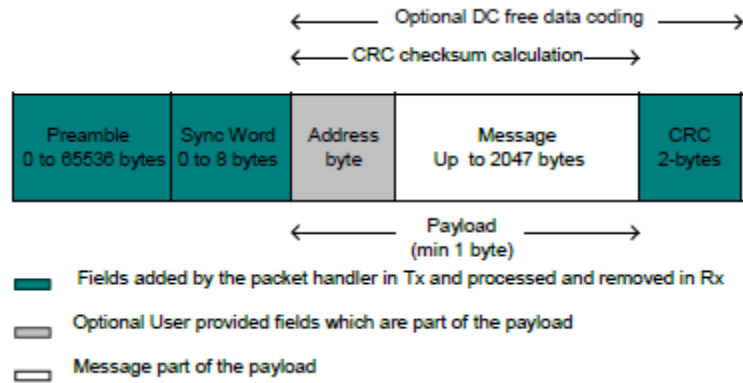 Optional DC free data coding
CRC checksum calculation
Preamble
0 to 65536 bytes
Sync Word
0 to 8 bytes
Address
byte
Message
Up to 2047 bytes
CRC
2-bytes
Payload
(min 1 byte)
Fields added by the packet handler in Tx and processed and removed in Rx
Optional User provided fields which are part of the payload
Message part of the payload